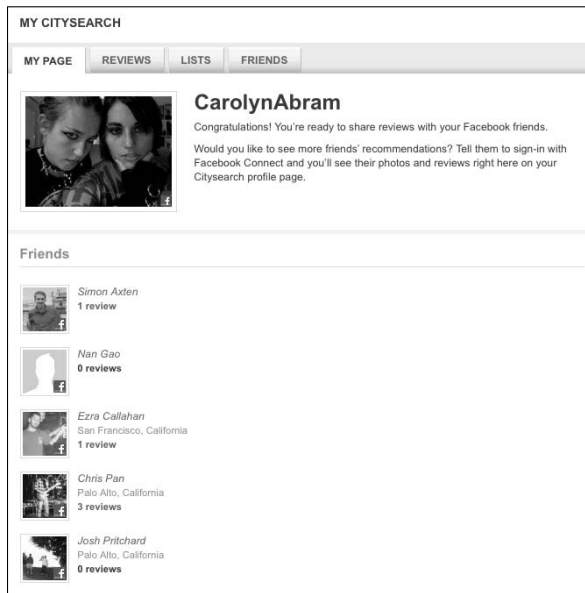 MY CITYSEARCH
MY PAGE REVIEWS LISTS FRIENDS
CarolynAbram
Congratulations! You're ready to share reviews with your Facebook friends.
Would you like to see more friends' recommendations? Tell them to sign-in with
Facebook Connect and you'll see their photos and reviews right here on your
Citysearch profile page.
Friends
Simon Axten
1 review
Nan Gao
0 reviews
Ezra Callahan
San Francisco, California
1 review
Chris Pan
Palo Alto, California
3 reviews
Josh Pritchard
Palo Alto, California
0 reviews